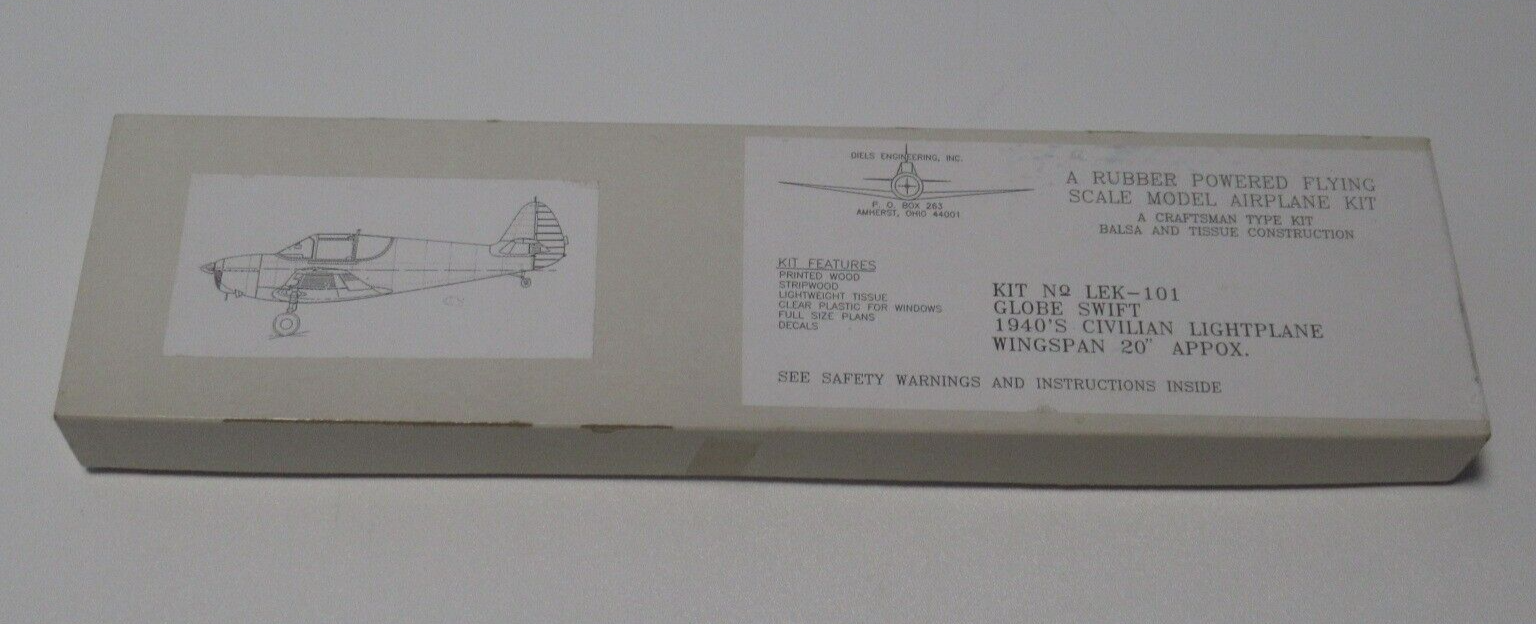 DIELS ENGINEERING, INC.
P. O. BOX 263
AMHERST, OHIO 44001
A RUBBER POWERED FLYING
SCALE MODEL AIRPLANE KIT
A CRAFTSMAN TYPE KIT
BALSA AND TISSUE CONSTRUCTION
KIT FEATURES
PRINTED WOOD
STRIPWOOD
LIGHTWEIGHT TISSUE
CLEAR PLASTIC FOR WINDOWS
FULL SIZE PLANS
DECALS
KIT Nº LEK-101
GLOBE SWIFT
1940'S CIVILIAN LIGHTPLANE
WINGSPAN 20" APPOX.
SEE SAFETY WARNINGS AND INSTRUCTIONS INSIDE